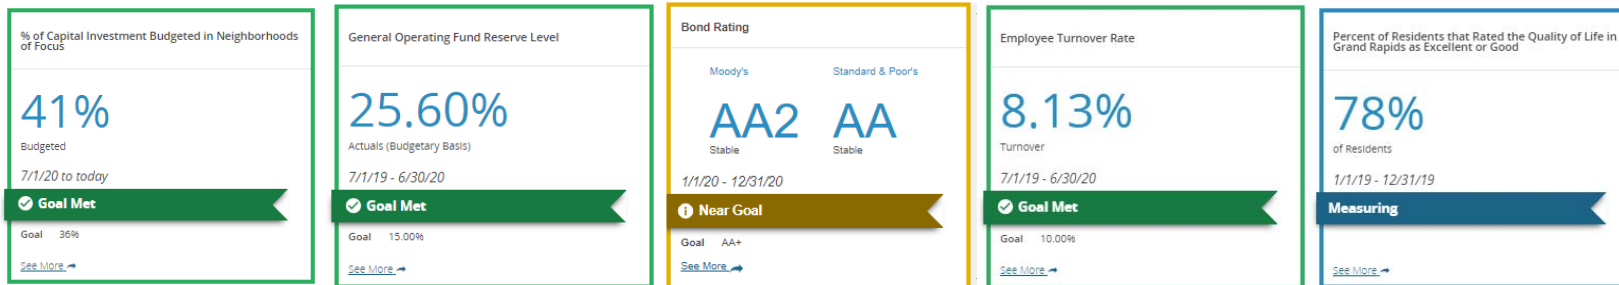 % of Capital Investment Budgeted in Neighborhoods
of Focus
41%
Budgeted
7/1/20 to today
Goal Met
Goal 36%
See More
General Operating Fund Reserve Level
25.60%
Actuals (Budgetary Basis)
7/1/19 - 6/30/20
Goal Met
Goal 15.00%
See More
Bond Rating
Moody's Standard & Poor's
AA2 AA
Stable Stable
1/1/20 - 12/31/20
Near Goal
Goal AA+
See More
Employee Turnover Rate
8.13%
Turnover
7/1/19 - 6/30/20
Goal Met
Goal 10.00%
See More
Percent of Residents that Rated the Quality of Life in
Grand Rapids as Excellent or Good
78%
of Residents
1/1/19 - 12/31/19
Measuring
See More